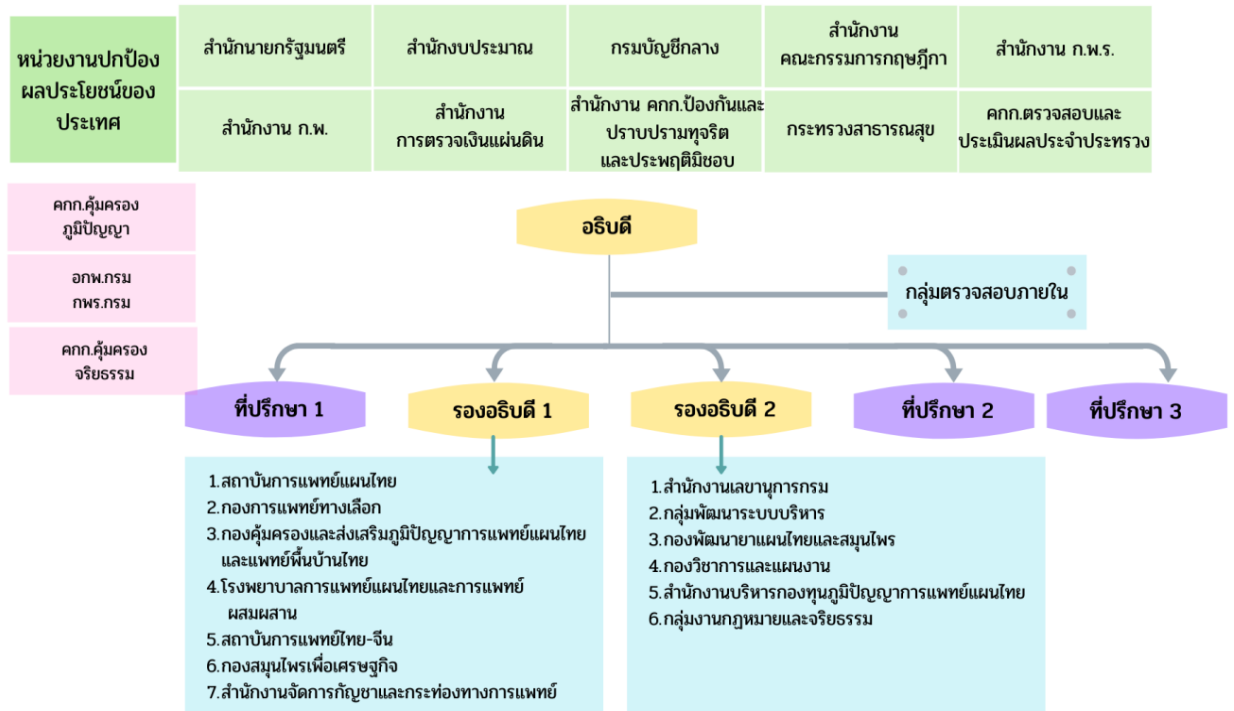 หน่วยงานปกป้อง
ผลประโยชน์ของ
ประเทศ
สำนักนายกรัฐมนตรี
สำนักงบประมาณ
กรมบัญชีกลาง
สำนักงาน
คณะกรรมการกฤษฎีกา
สำนักงาน ก.พ.ร.
สำนักงาน ก.พ.
สำนักงาน
การตรวจเงินแผ่นดิน
สำนักงาน คกก.ป้องกันและ
ปราบปรามทุจริต
และประพฤติมิชอบ
กระทรวงสาธารณสุข
คกก.ตรวจสอบและ
ประเมินผลประจำประทรวง
คกก.คุ้มครอง
ภูมิปัญญา
อกพ.กรม
กพร.กรม
คกก.คุ้มครอง
จริยธรรม
อธิบดี
กลุ่มตรวจสอบภายใน
ที่ปรึกษา 1
รองอธิบดี 1
รองอธิบดี 2
ที่ปรึกษา 2
ที่ปรึกษา 3
1.สถาบันการแพทย์แผนไทย
2.กองการแพทย์ทางเลือก
3.กองคุ้มครองและส่งเสริมภูมิปัญญาการแพทย์แผนไทย
และแพทย์พื้นบ้านไทย
4.โรงพยาบาลการแพทย์แผนไทยและการแพทย์
ผสมผสาน
5.สถาบันการแพทย์ไทย-จีน
6.กองสมุนไพรเพื่อเศรษฐกิจ
7.สำนักงานจัดการกัญชาและกระท่องทางการแพทย์
1.สำนักงานเลขานุการกรม
2.กลุ่มพัฒนาระบบบริหาร
3.กองพัฒนายาแผนไทยและสมุนไพร
4.กองวิชาการและแผนงาน
5.สำนักงานบริหารกองทุนภูมิปัญญาการแพทย์แผนไทย
6.กลุ่มงานกฎหมายและจริยธรรม